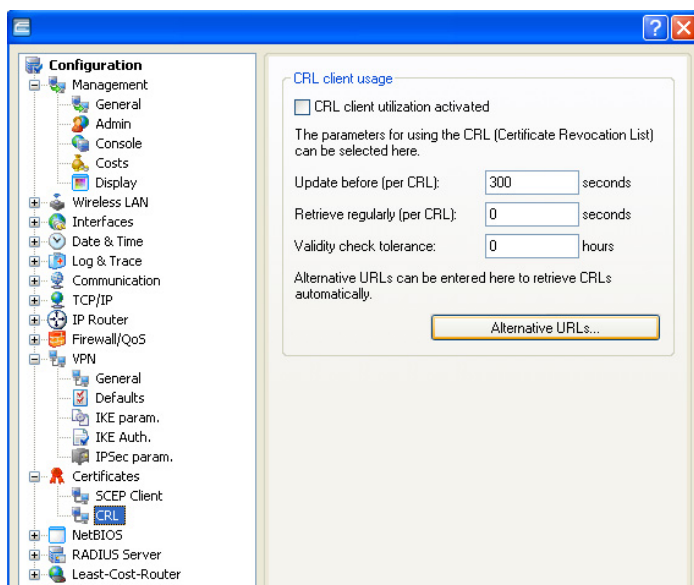 Configuration
Management
General
Admin
Console
Costs
Display
Wireless LAN
Interfaces
Date & Time
Log & Trace
Communication
TCP/IP
IP Router
Firewall/QoS
VPN
General
Defaults
IKE param.
IKE Auth.
IPSec param.
Certificates
SCEP Client
CRL
NetBIOS
RADIUS Server
Least-Cost-Router
CRL client usage
CRL client utilization activated
The parameters for using the CRL (Certificate Revocation List)
can be selected here.
Update before (per CRL): 300 seconds
Retrieve regularly (per CRL): 0 seconds
Validity check tolerance: 0 hours
Alternative URLs can be entered here to retrieve CRLs
automatically.
Alternative URLs...